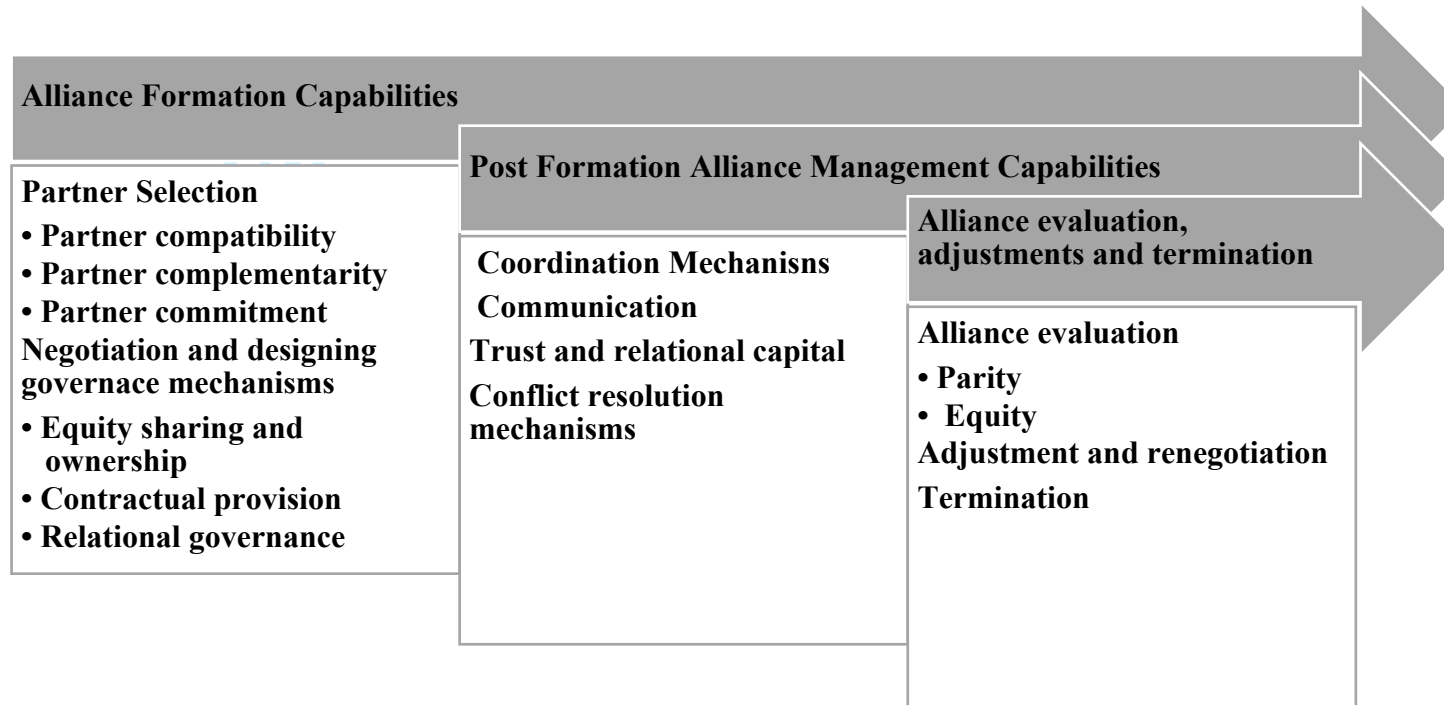 Alliance Formation Capabilities
Partner Selection
• Partner compatibility
• Partner complementarity
• Partner commitment
Negotiation and designing
governace mechanisms
• Equity sharing and
ownership
• Contractual provision
• Relational governance
Post Formation Alliance Management Capabilities
Coordination Mechanisns
Communication
Trust and relational capital
Conflict resolution
mechanisms
Alliance evaluation,
adjustments and termination
Alliance evaluation
• Parity
• Equity
Adjustment and renegotiation
Termination